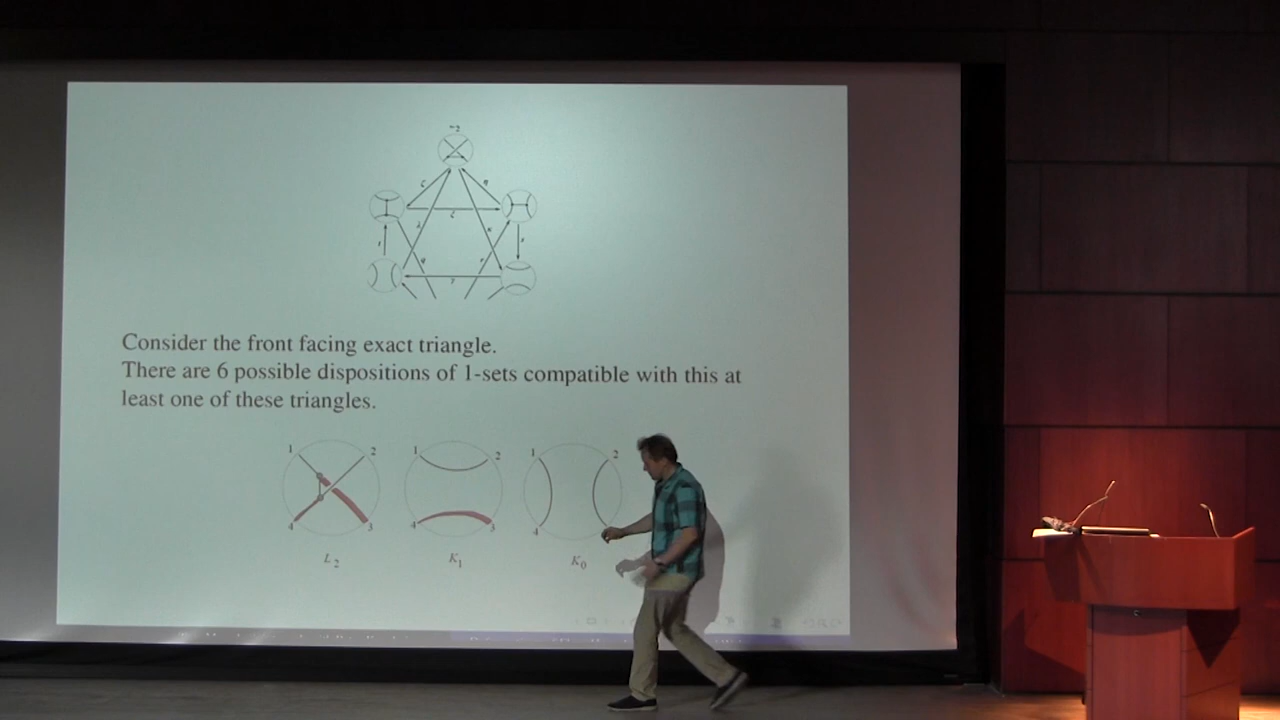 Consider the front facing exact triangle.
There are 6 possible dispositions of 1-sets compatible with this at
least one of these triangles.
1 2 1 2 1 2
4 3 4 3 4
L2 K1 K0